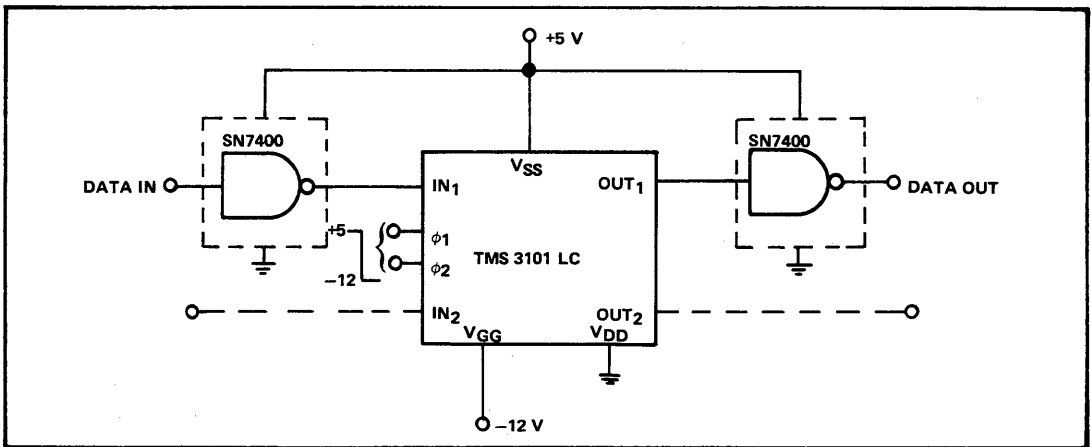 +5 V
SN7400
SN7400
VSS
DATA IN
IN1
OUT1
DATA OUT
+5
ϕ1
TMS 3101 LC
ϕ2
−12
IN2
OUT2
VGG
VDD
−12 V